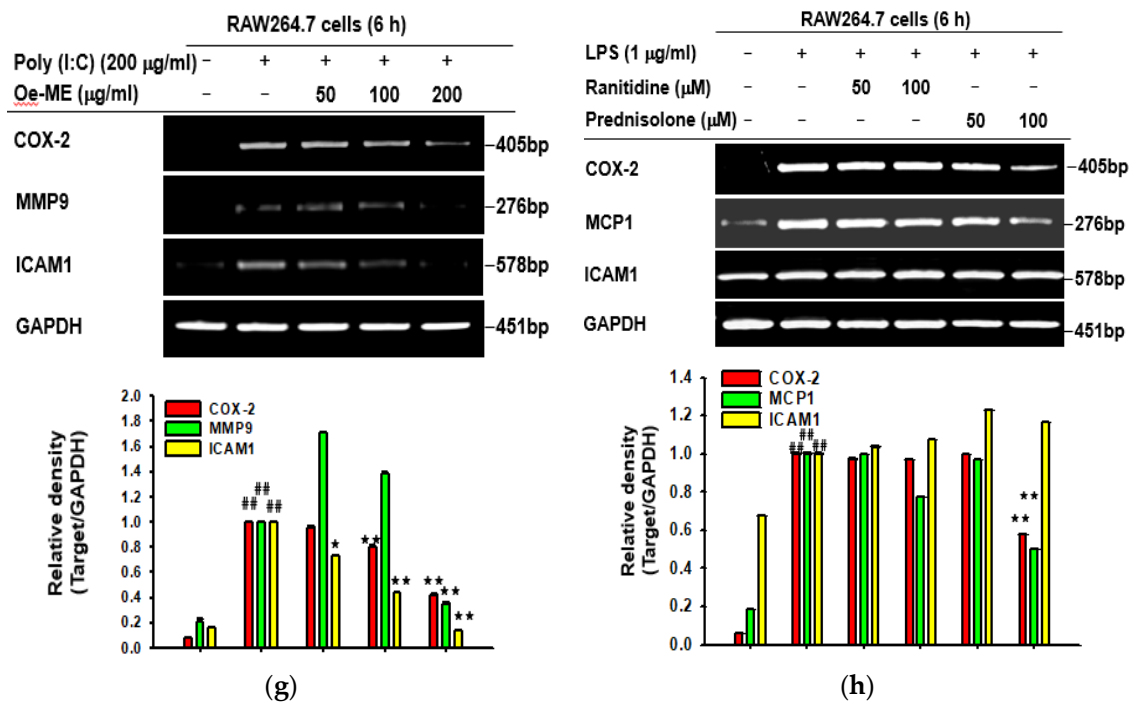 RAW264.7 cells (6 h)
Poly (I:C) (200 μg/ml) – + + + +
Oe-ME (μg/ml) – – 50 100 200
COX-2 –405bp
MMP9 –276bp
ICAM1 –578bp
GAPDH –451bp
Relative density
(Target/GAPDH)
2.0
1.8
1.6
1.4
1.2
1.0
0.8
0.6
0.4
0.2
0.0
COX-2
MMP9
ICAM1
## ## ##
★
★★ ★★
★★ ★★ ★★
(g)
RAW264.7 cells (6 h)
LPS (1 μg/ml) – + + + + +
Ranitidine (μM) – – 50 100 – –
Prednisolone (μM) – – – – 50 100
COX-2 –405bp
MCP1 –276bp
ICAM1 –578bp
GAPDH –451bp
Relative density
(Target/GAPDH)
1.4
1.2
1.0
0.8
0.6
0.4
0.2
0.0
COX-2
MCP1
ICAM1
## ## ##
★★
★★
(h)